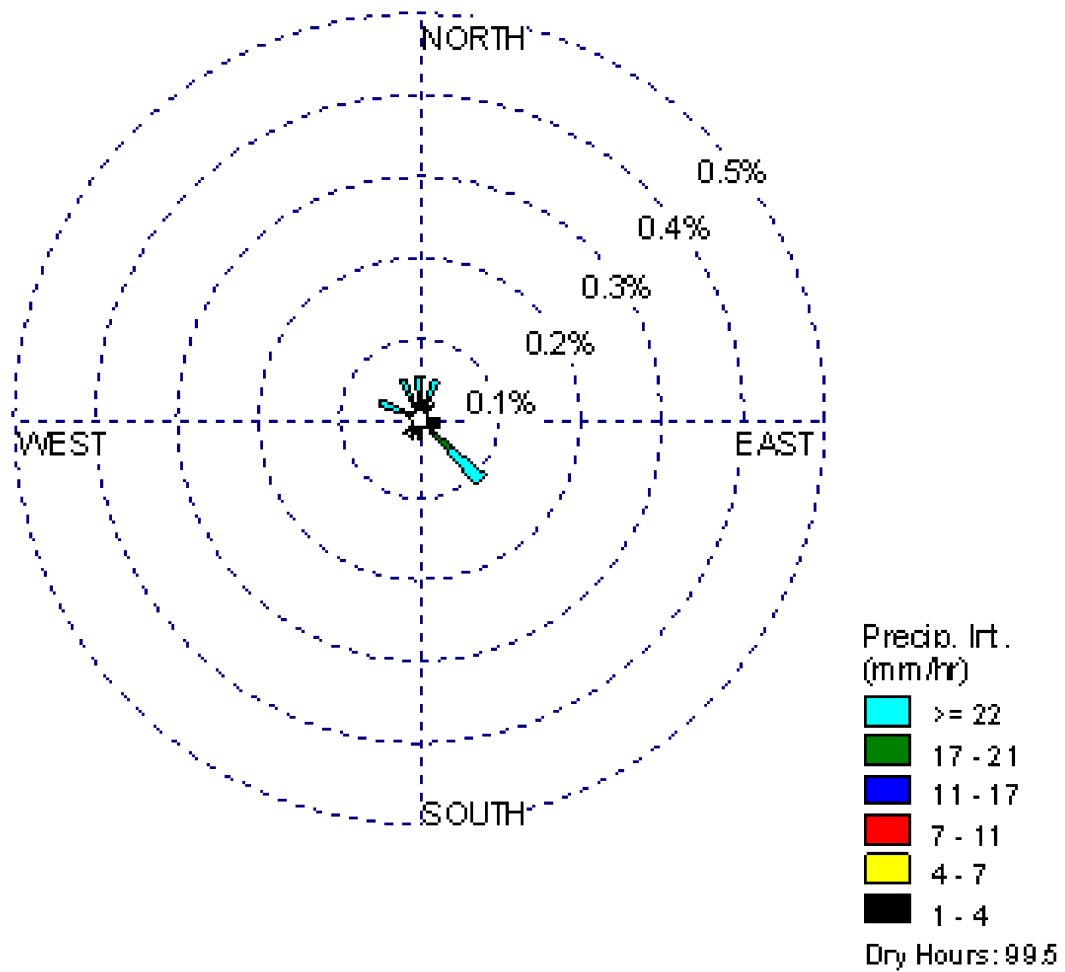 NORTH
0.5%
0.4%
0.3%
0.2%
0.1%
WEST
EAST
SOUTH
Precip. Int.
(mm/hr)
>= 22
17 - 21
11 - 17
7 - 11
4 - 7
1 - 4
Dry Hours: 99.5